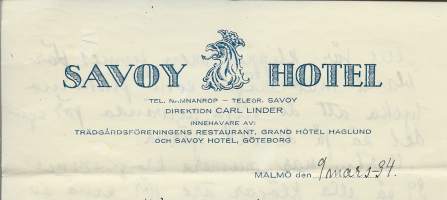 SAVOY HOTEL
TEL. NAMNANROP — TELEGR. SAVOY
DIREKTION CARL LINDER
INNEHAVARE AV:
TRÄDGÅRDSFÖRENINGENS RESTAURANT, GRAND HÔTEL HAGLUND
OCH SAVOY HOTEL, GÖTEBORG
MALMÖ den 9 mars -34.